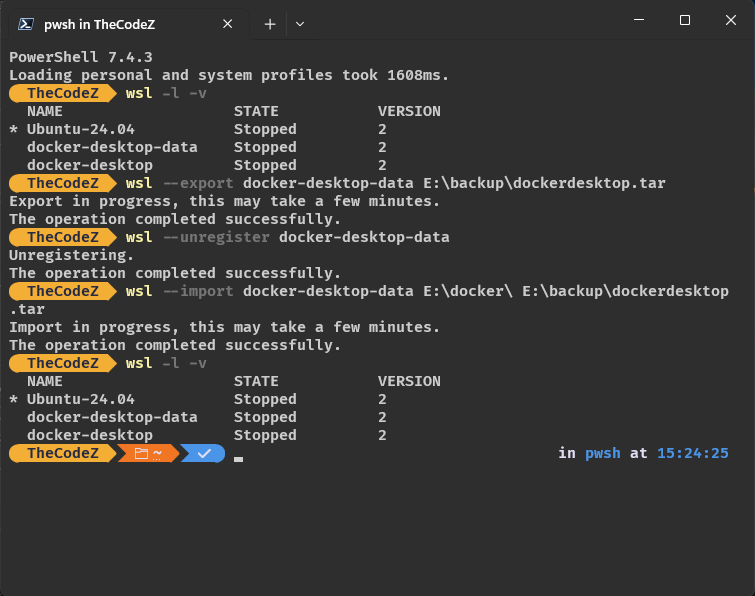 pwsh in TheCodeZ
PowerShell 7.4.3
Loading personal and system profiles took 1608ms.
TheCodeZ wsl -l -v
NAME STATE VERSION
* Ubuntu-24.04 Stopped 2
docker-desktop-data Stopped 2
docker-desktop Stopped 2
TheCodeZ wsl --export docker-desktop-data E:\backup\dockerdesktop.tar
Export in progress, this may take a few minutes.
The operation completed successfully.
TheCodeZ wsl --unregister docker-desktop-data
Unregistering.
The operation completed successfully.
TheCodeZ wsl --import docker-desktop-data E:\docker\ E:\backup\dockerdesktop
.tar
Import in progress, this may take a few minutes.
The operation completed successfully.
TheCodeZ wsl -l -v
NAME STATE VERSION
* Ubuntu-24.04 Stopped 2
docker-desktop-data Stopped 2
docker-desktop Stopped 2
TheCodeZ ~ in pwsh at 15:24:25